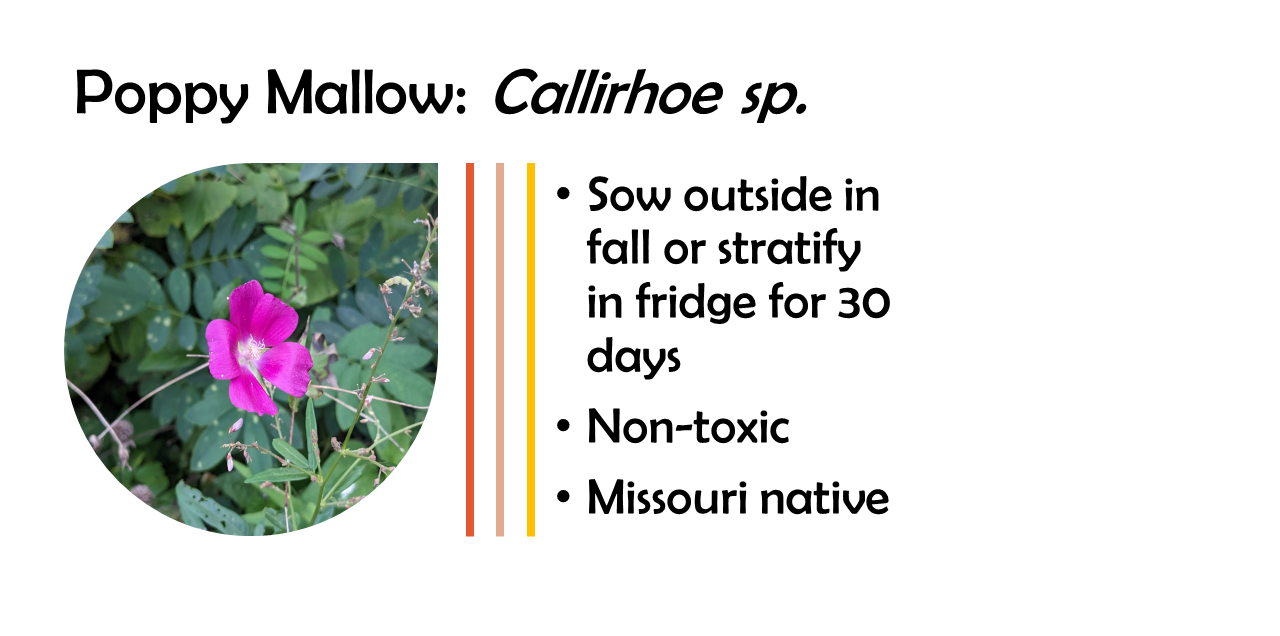 Poppy Mallow: Callirhoe sp.
• Sow outside in
fall or stratify
in fridge for 30
days
• Non-toxic
• Missouri native